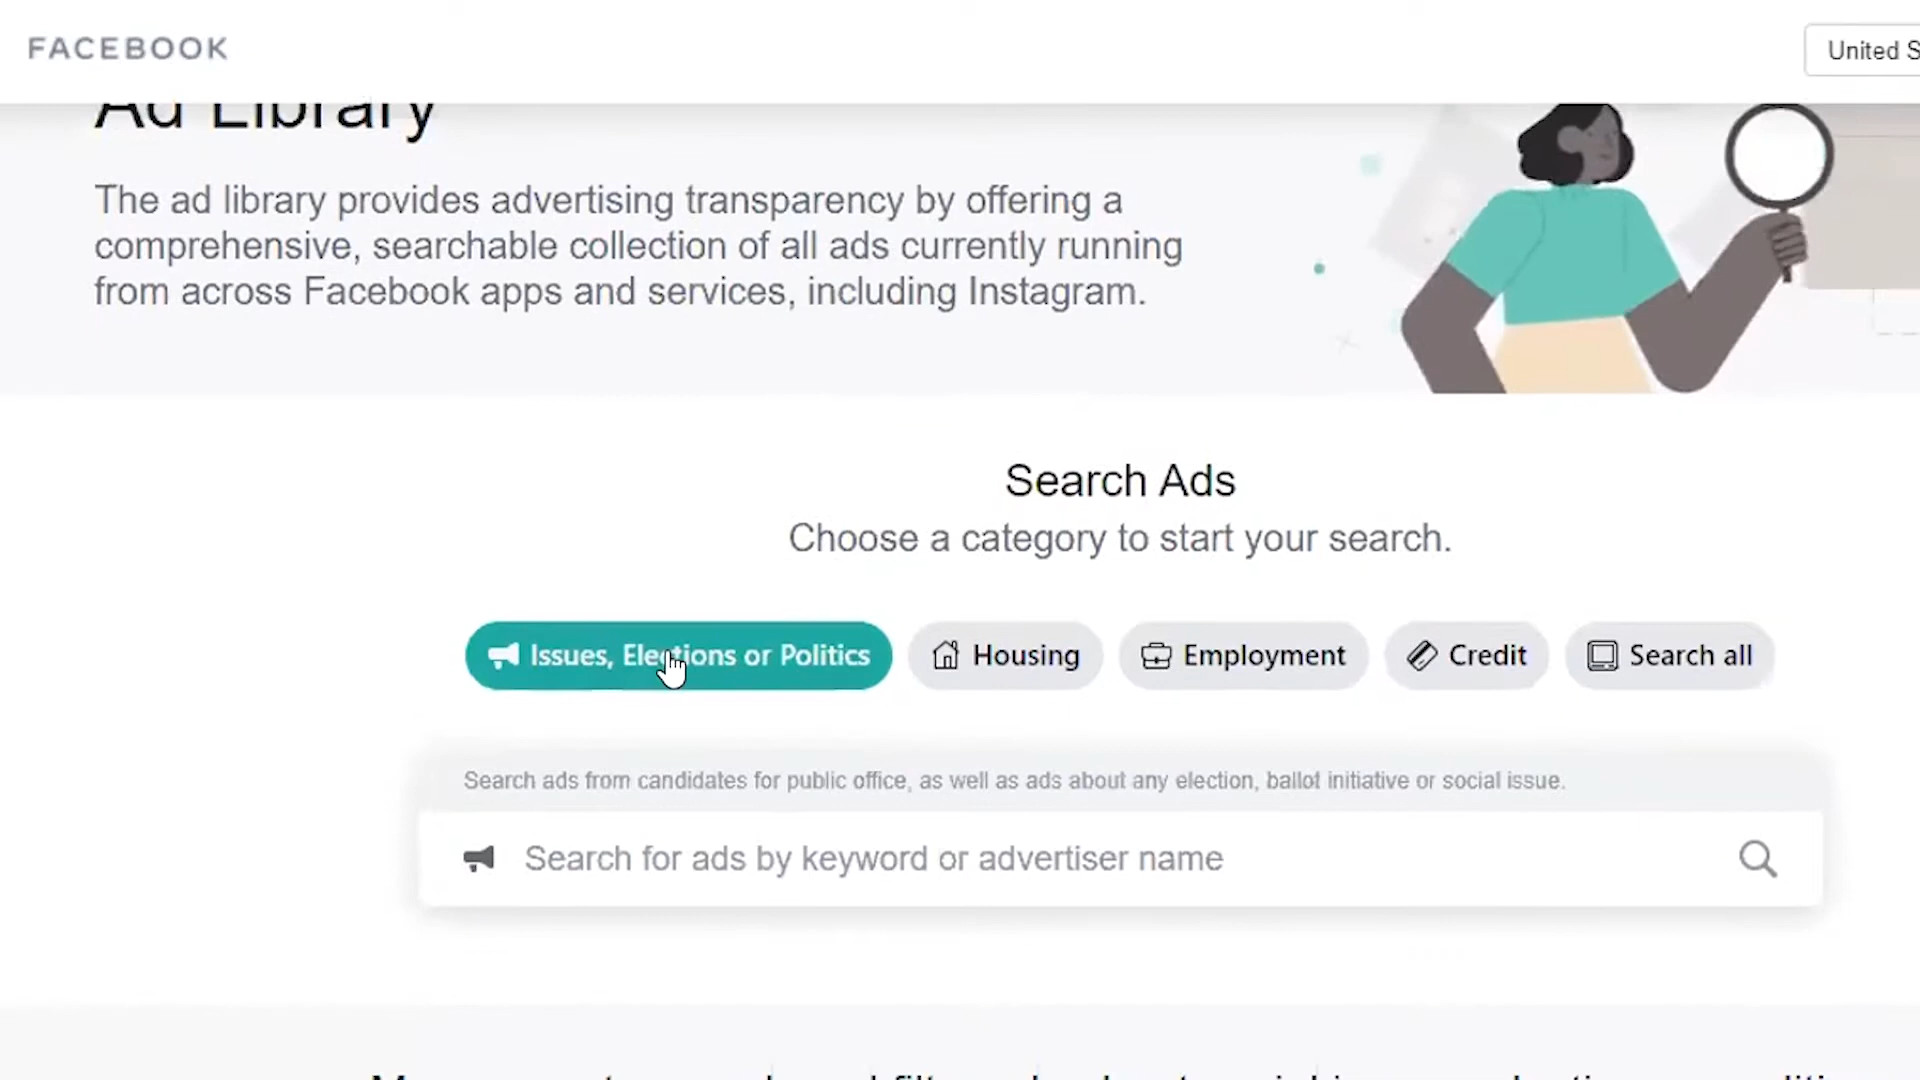 FACEBOOK
United S
Ad Library
The ad library provides advertising transparency by offering a
comprehensive, searchable collection of all ads currently running
from across Facebook apps and services, including Instagram.
Search Ads
Choose a category to start your search.
Issues, Elections or Politics
Housing
Employment
Credit
Search all
Search ads from candidates for public office, as well as ads about any election, ballot initiative or social issue.
Search for ads by keyword or advertiser name